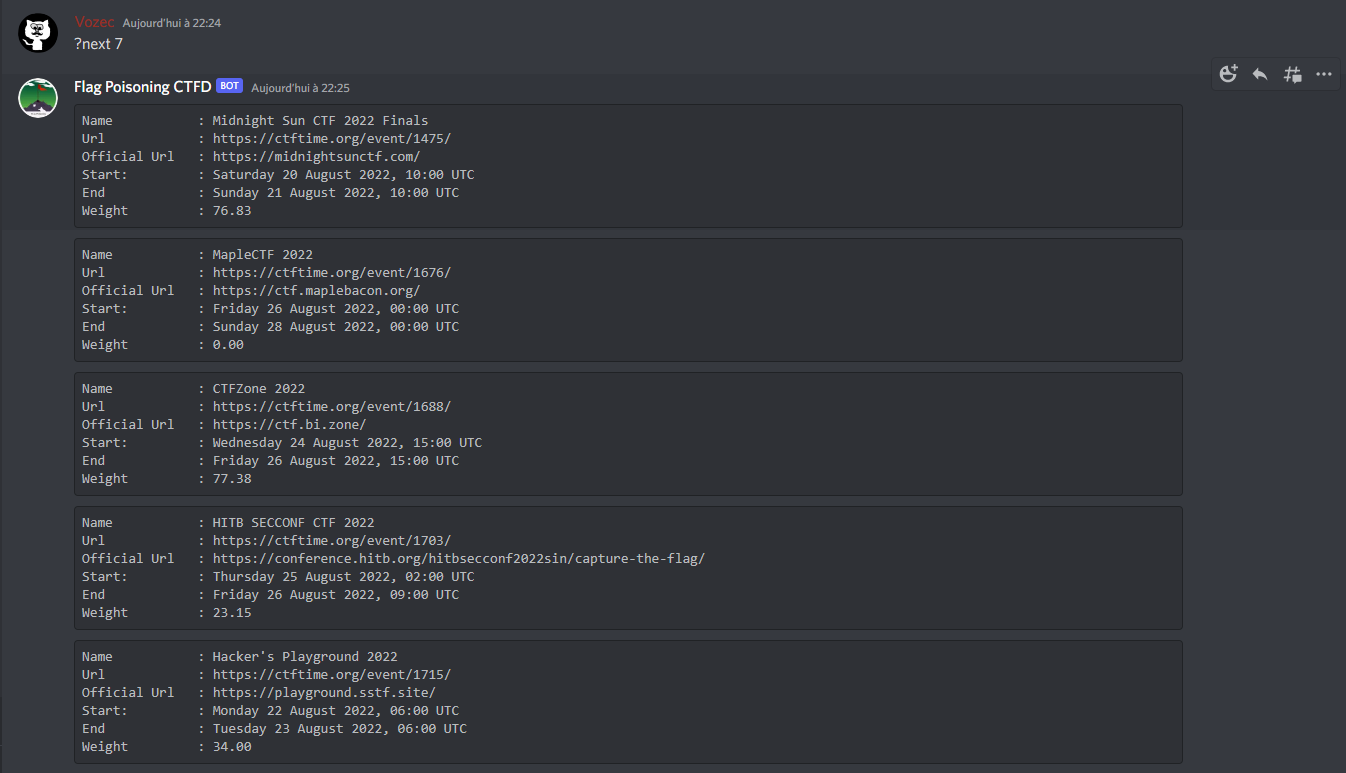 Vozec Aujourd'hui à 22:24
?next 7
Flag Poisoning CTFD BOT Aujourd'hui à 22:25
Name : Midnight Sun CTF 2022 Finals
Url : https://ctftime.org/event/1475/
Official Url : https://midnightsunctf.com/
Start: : Saturday 20 August 2022, 10:00 UTC
End : Sunday 21 August 2022, 10:00 UTC
Weight : 76.83
Name : MapleCTF 2022
Url : https://ctftime.org/event/1676/
Official Url : https://ctf.maplebacon.org/
Start: : Friday 26 August 2022, 00:00 UTC
End : Sunday 28 August 2022, 00:00 UTC
Weight : 0.00
Name : CTFZone 2022
Url : https://ctftime.org/event/1688/
Official Url : https://ctf.bi.zone/
Start: : Wednesday 24 August 2022, 15:00 UTC
End : Friday 26 August 2022, 15:00 UTC
Weight : 77.38
Name : HITB SECCONF CTF 2022
Url : https://ctftime.org/event/1703/
Official Url : https://conference.hitb.org/hitbsecconf2022sin/capture-the-flag/
Start: : Thursday 25 August 2022, 02:00 UTC
End : Friday 26 August 2022, 09:00 UTC
Weight : 23.15
Name : Hacker's Playground 2022
Url : https://ctftime.org/event/1715/
Official Url : https://playground.sstf.site/
Start: : Monday 22 August 2022, 06:00 UTC
End : Tuesday 23 August 2022, 06:00 UTC
Weight : 34.00